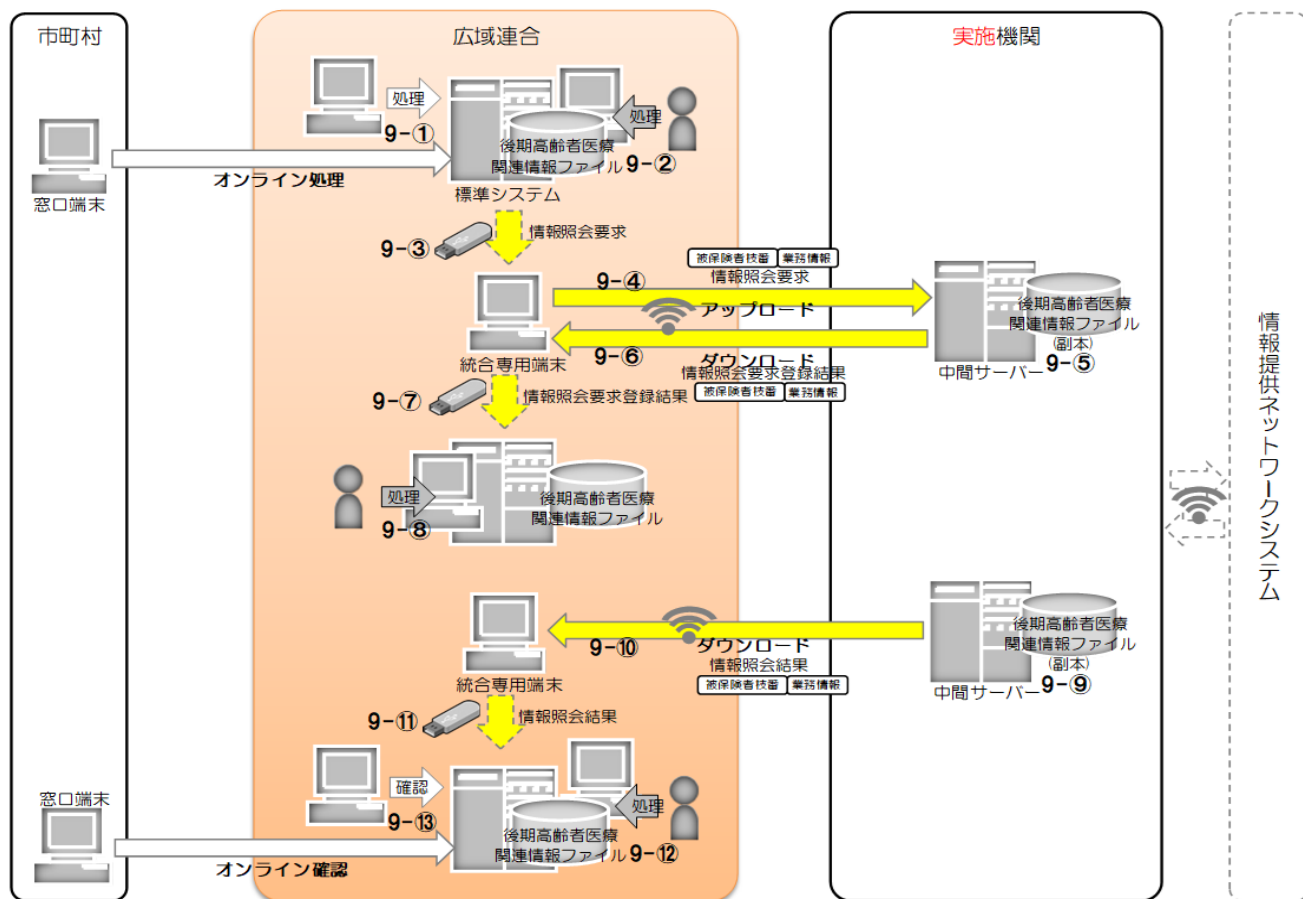 市町村
広域連合
実施機関
処理
9-①
処理
後期高齢者医療
関連情報ファイル
9-②
標準システム
オンライン処理
窓口端末
9-③
情報照会要求
9-④
被保険者枝番
業務情報
情報照会要求
アップロード
9-⑥
ダウンロード
情報照会要求登録結果
被保険者枝番
業務情報
統合専用端末
後期高齢者医療
関連情報ファイル
(副本)
9-⑤
中間サーバー
情報提供ネットワークシステム
9-⑦
情報照会要求登録結果
処理
9-⑧
後期高齢者医療
関連情報ファイル
9-⑩
ダウンロード
情報照会結果
被保険者枝番
業務情報
統合専用端末
後期高齢者医療
関連情報ファイル
(副本)
9-⑨
中間サーバー
9-⑪
情報照会結果
確認
9-⑬
処理
後期高齢者医療
関連情報ファイル
9-⑫
窓口端末
オンライン確認